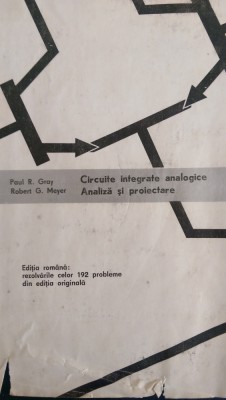 Paul R. Gray
Robert G. Meyer
Circuite integrate analogice
Analiză și proiectare
Ediția română:
rezolvările celor 192 probleme
din ediția originală